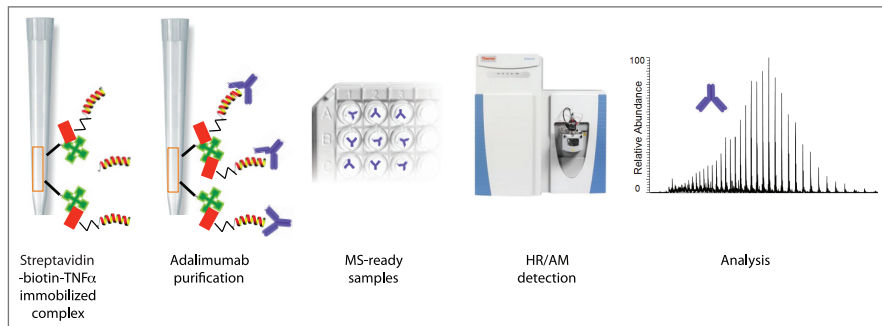 100
Relative Abundance
0
1 2 3
A
B
C
Thermo
Streptavidin
-biotin-TNFα
immobilized
complex
Adalimumab
purification
MS-ready
samples
HR/AM
detection
Analysis